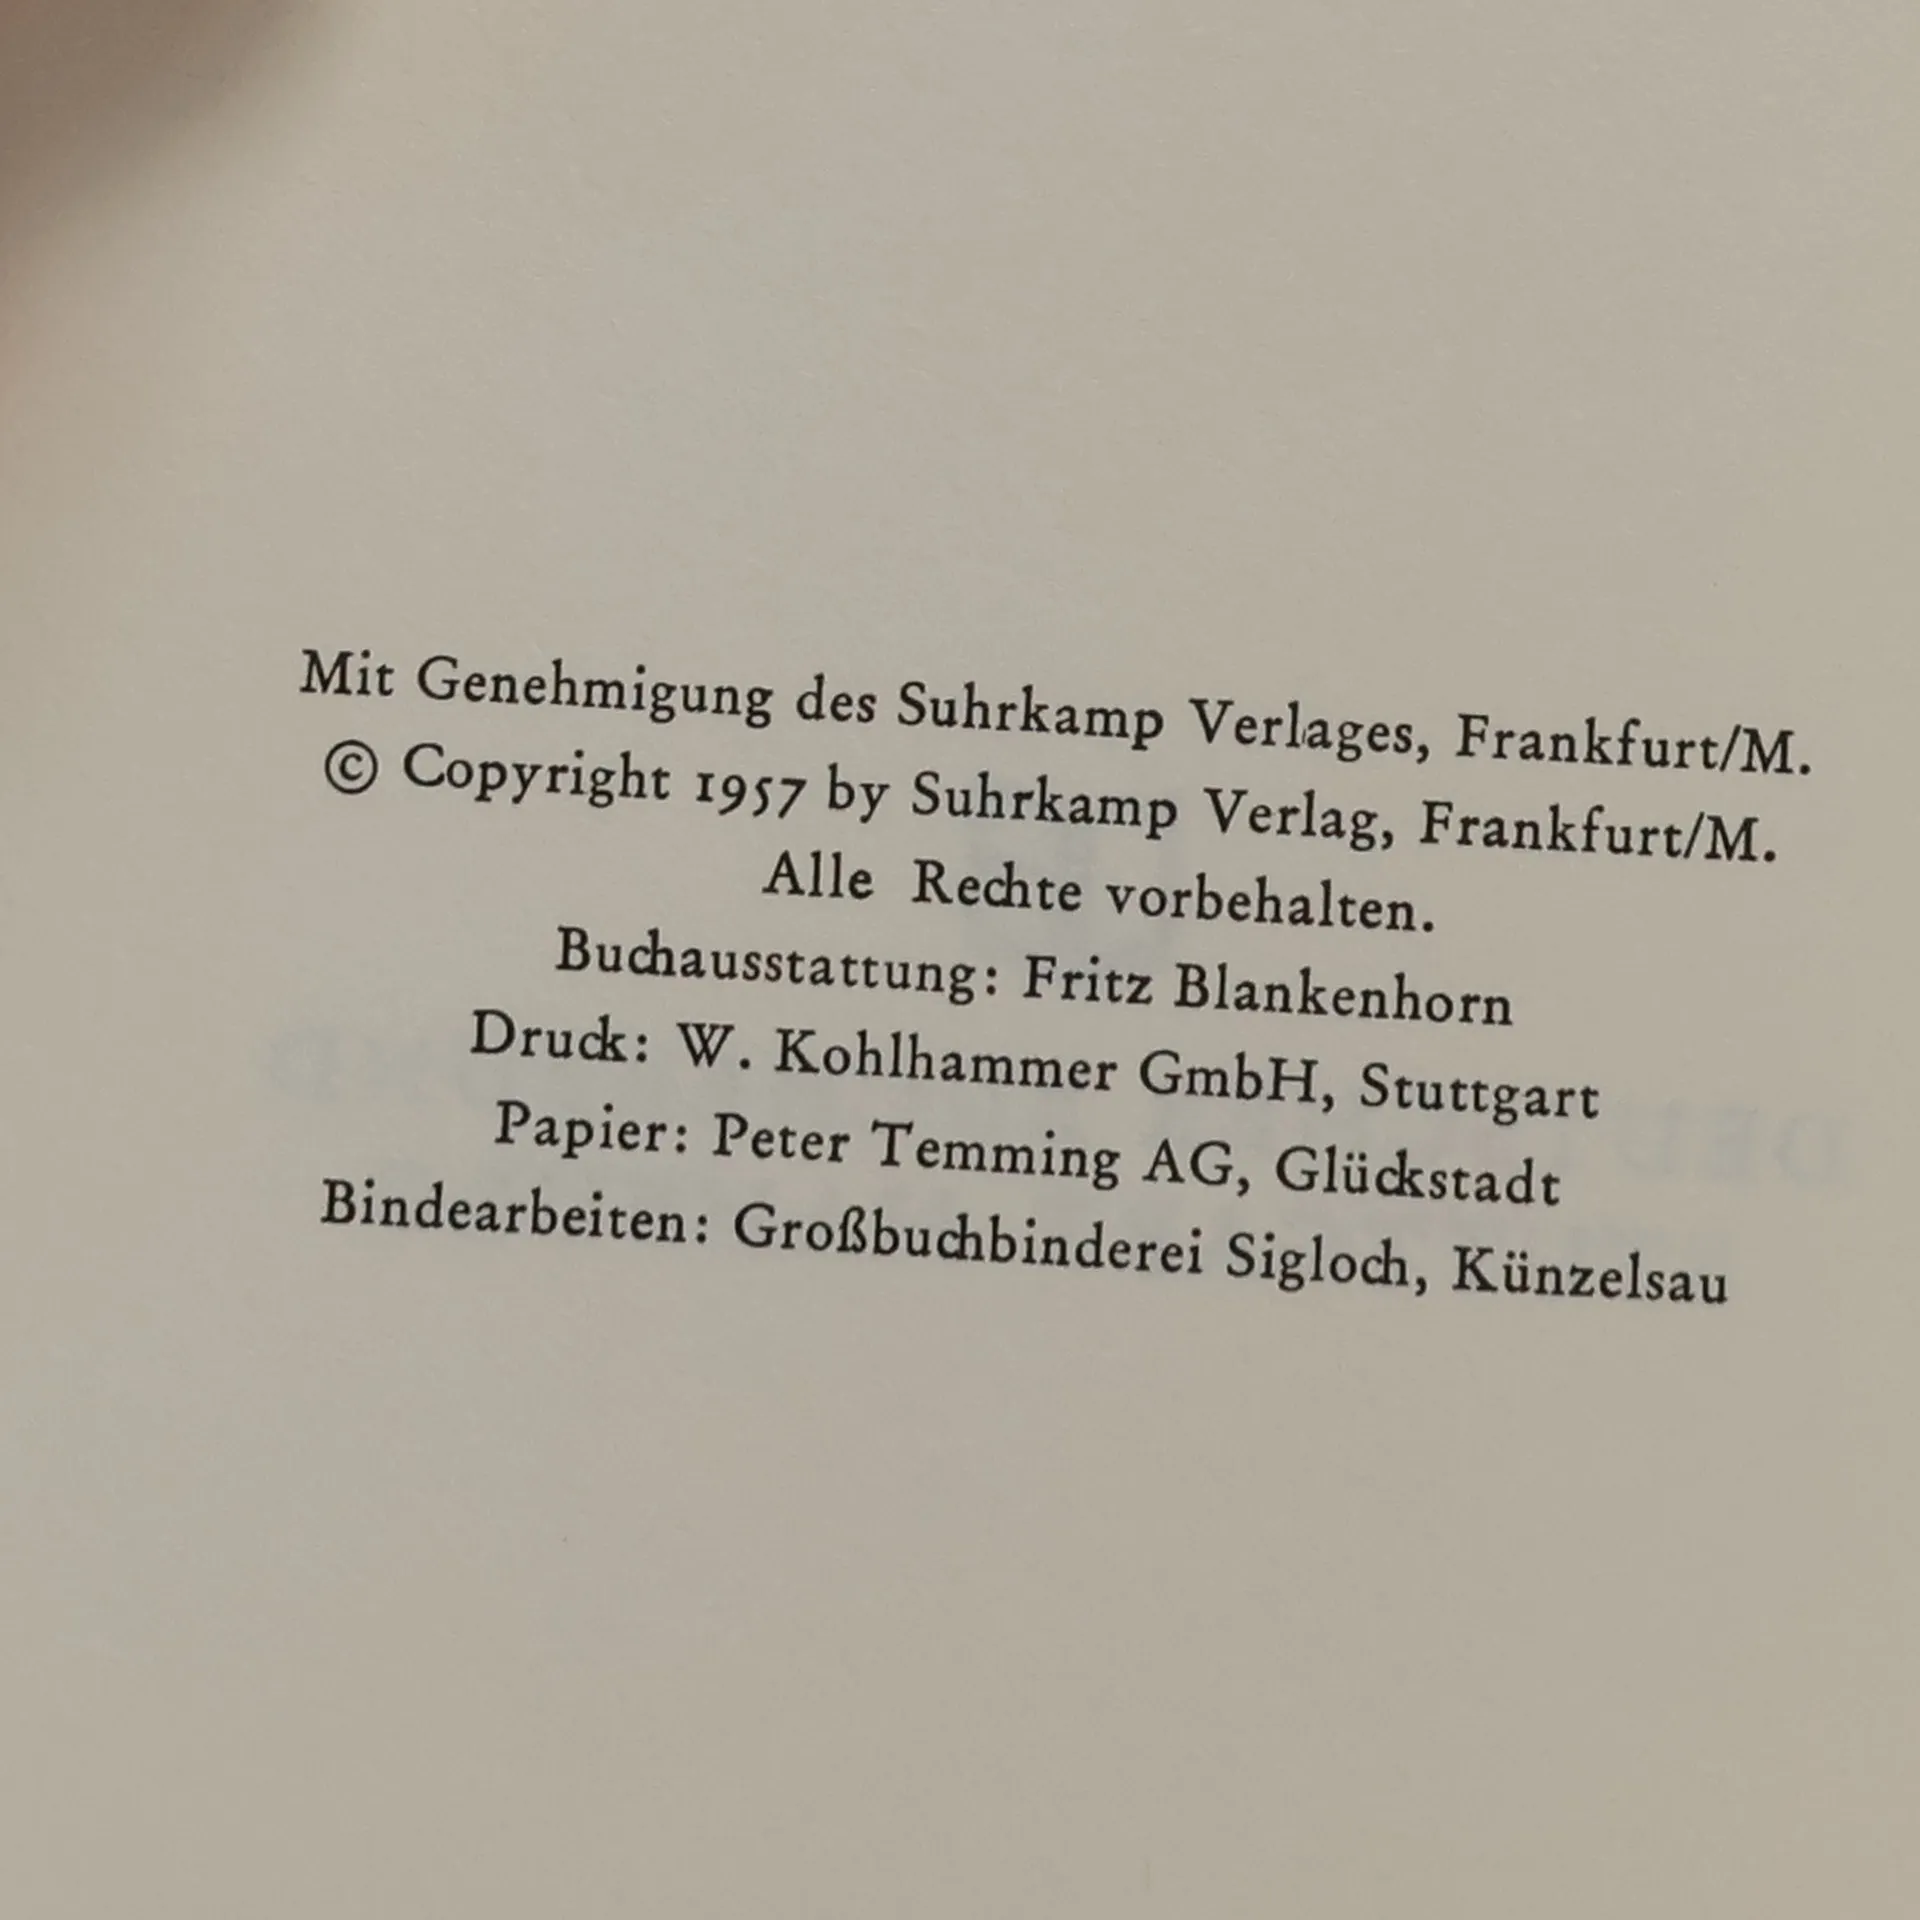 Mit Genehmigung des Suhrkamp Verlages, Frankfurt/M.
© Copyright 1957 by Suhrkamp Verlag, Frankfurt/M.
Alle Rechte vorbehalten.
Buchausstattung: Fritz Blankenhorn
Druck: W. Kohlhammer GmbH, Stuttgart
Papier: Peter Temming AG, Glückstadt
Bindearbeiten: Großbuchbinderei Sigloch, Künzelsau